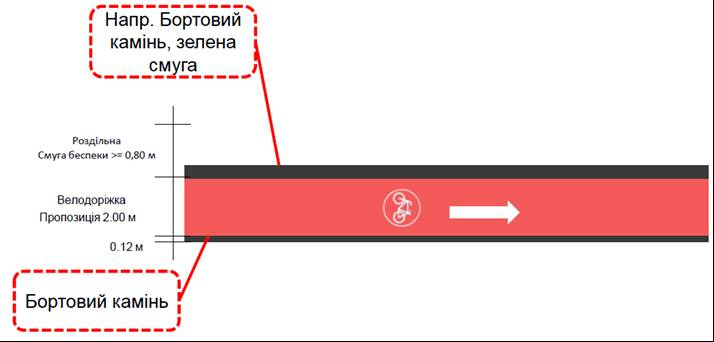 Напр. Бортовий
камінь, зелена
смуга
Роздільна
Смуга беспеки >= 0,80 м
Велодоріжка
Пропозиція 2.00 м
0.12 м
Бортовий камінь